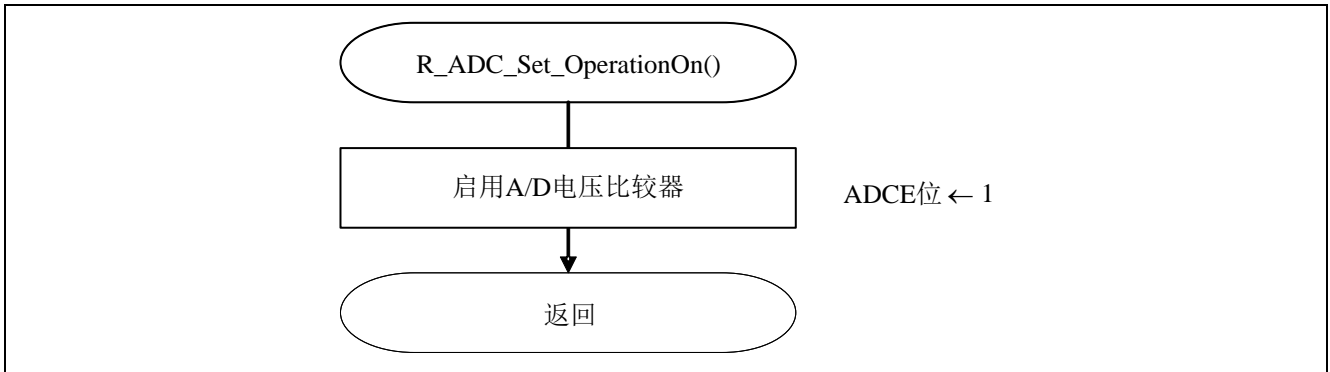 R_ADC_Set_OperationOn()
启用A/D电压比较器
ADCE位 ← 1
返回